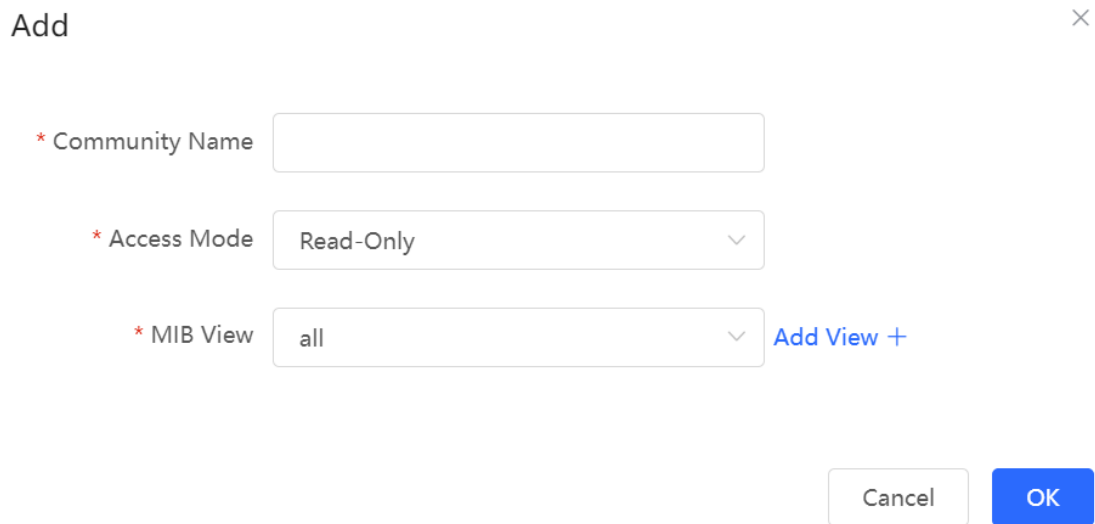 Add
* Community Name
* Access Mode Read-Only
* MIB View all Add View +
Cancel OK